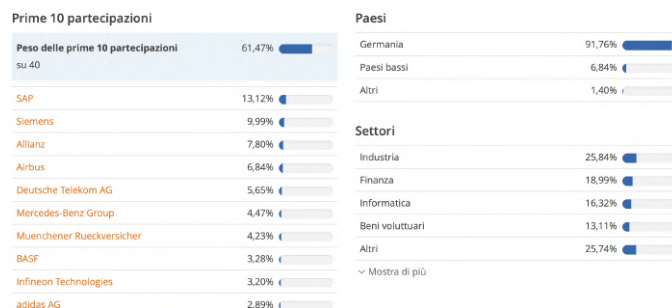 Prime 10 partecipazioni
Peso delle prime 10 partecipazioni 61,47%
su 40
SAP 13,12%
Siemens 9,99%
Allianz 7,80%
Airbus 6,84%
Deutsche Telekom AG 5,65%
Mercedes-Benz Group 4,47%
Muenchener Rueckversicher 4,23%
BASF 3,28%
Infineon Technologies 3,20%
adidas AG 2,89%
Paesi
Germania 91,76%
Paesi bassi 6,84%
Altri 1,40%
Settori
Industria 25,84%
Finanza 18,99%
Informatica 16,32%
Beni voluttuari 13,11%
Altri 25,74%
Mostra di più